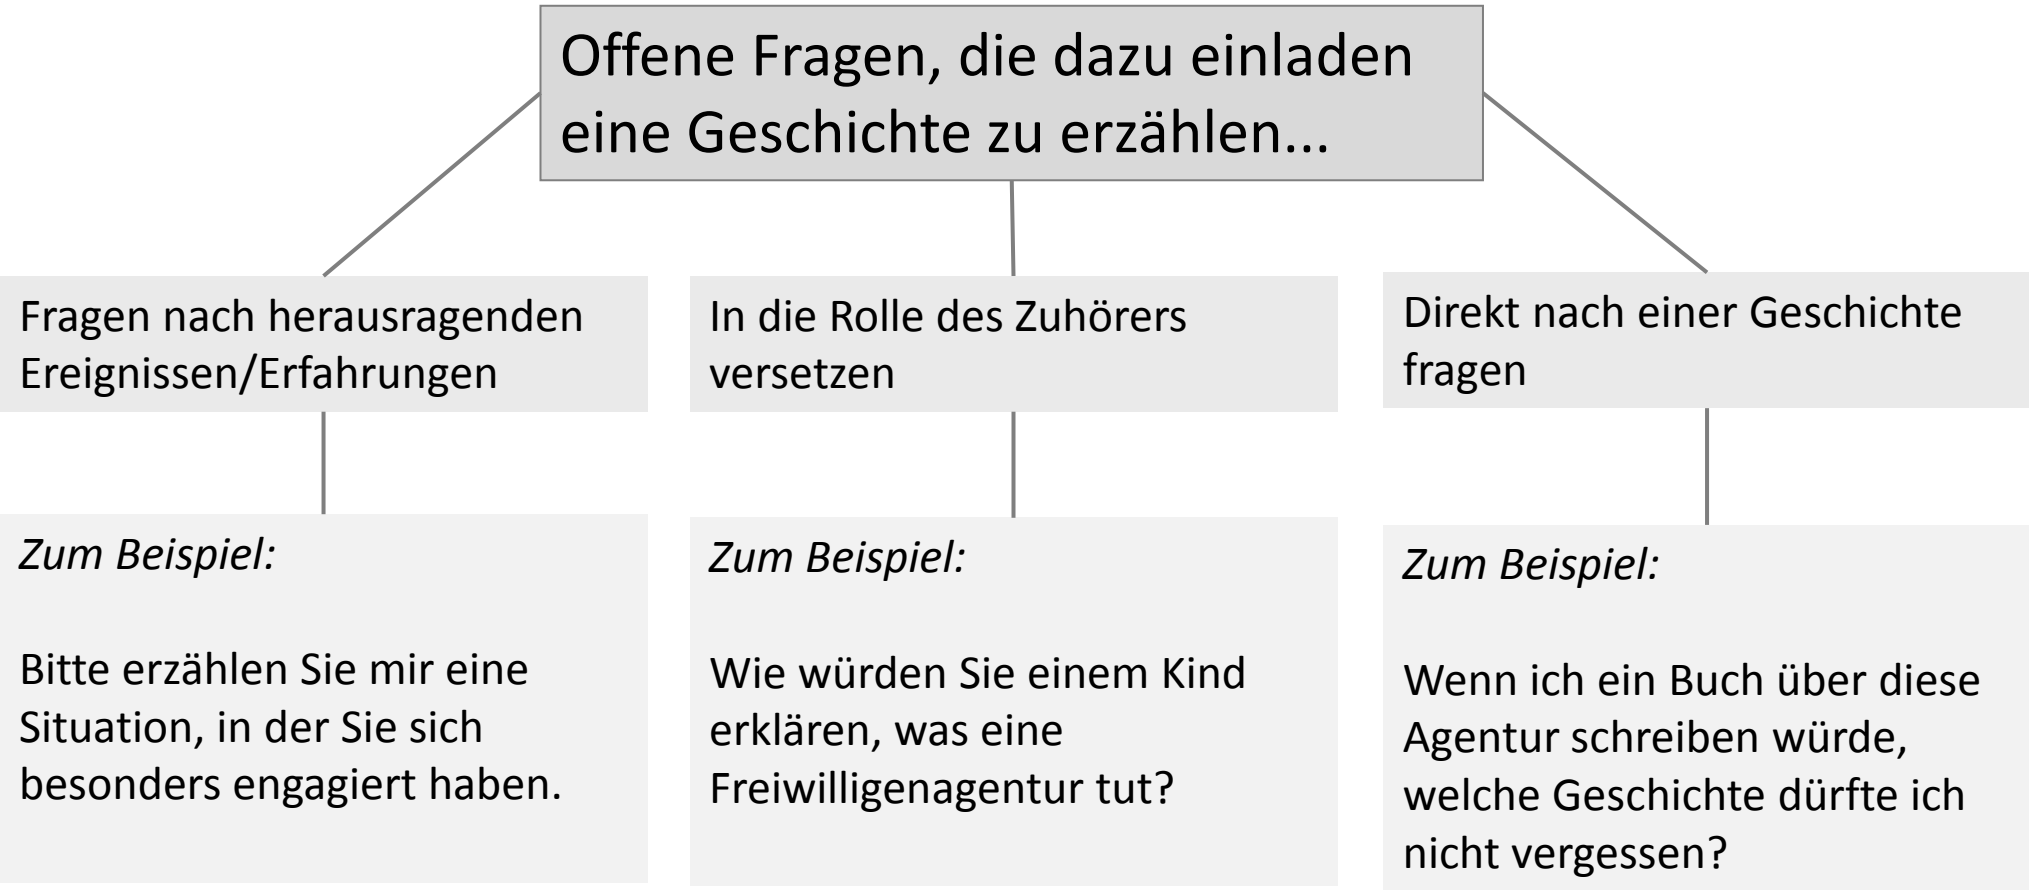 Offene Fragen, die dazu einladen
eine Geschichte zu erzählen...
Fragen nach herausragenden
Ereignissen/Erfahrungen
In die Rolle des Zuhörers
versetzen
Direkt nach einer Geschichte
fragen
Zum Beispiel:
Bitte erzählen Sie mir eine
Situation, in der Sie sich
besonders engagiert haben.
Zum Beispiel:
Wie würden Sie einem Kind
erklären, was eine
Freiwilligenagentur tut?
Zum Beispiel:
Wenn ich ein Buch über diese
Agentur schreiben würde,
welche Geschichte dürfte ich
nicht vergessen?